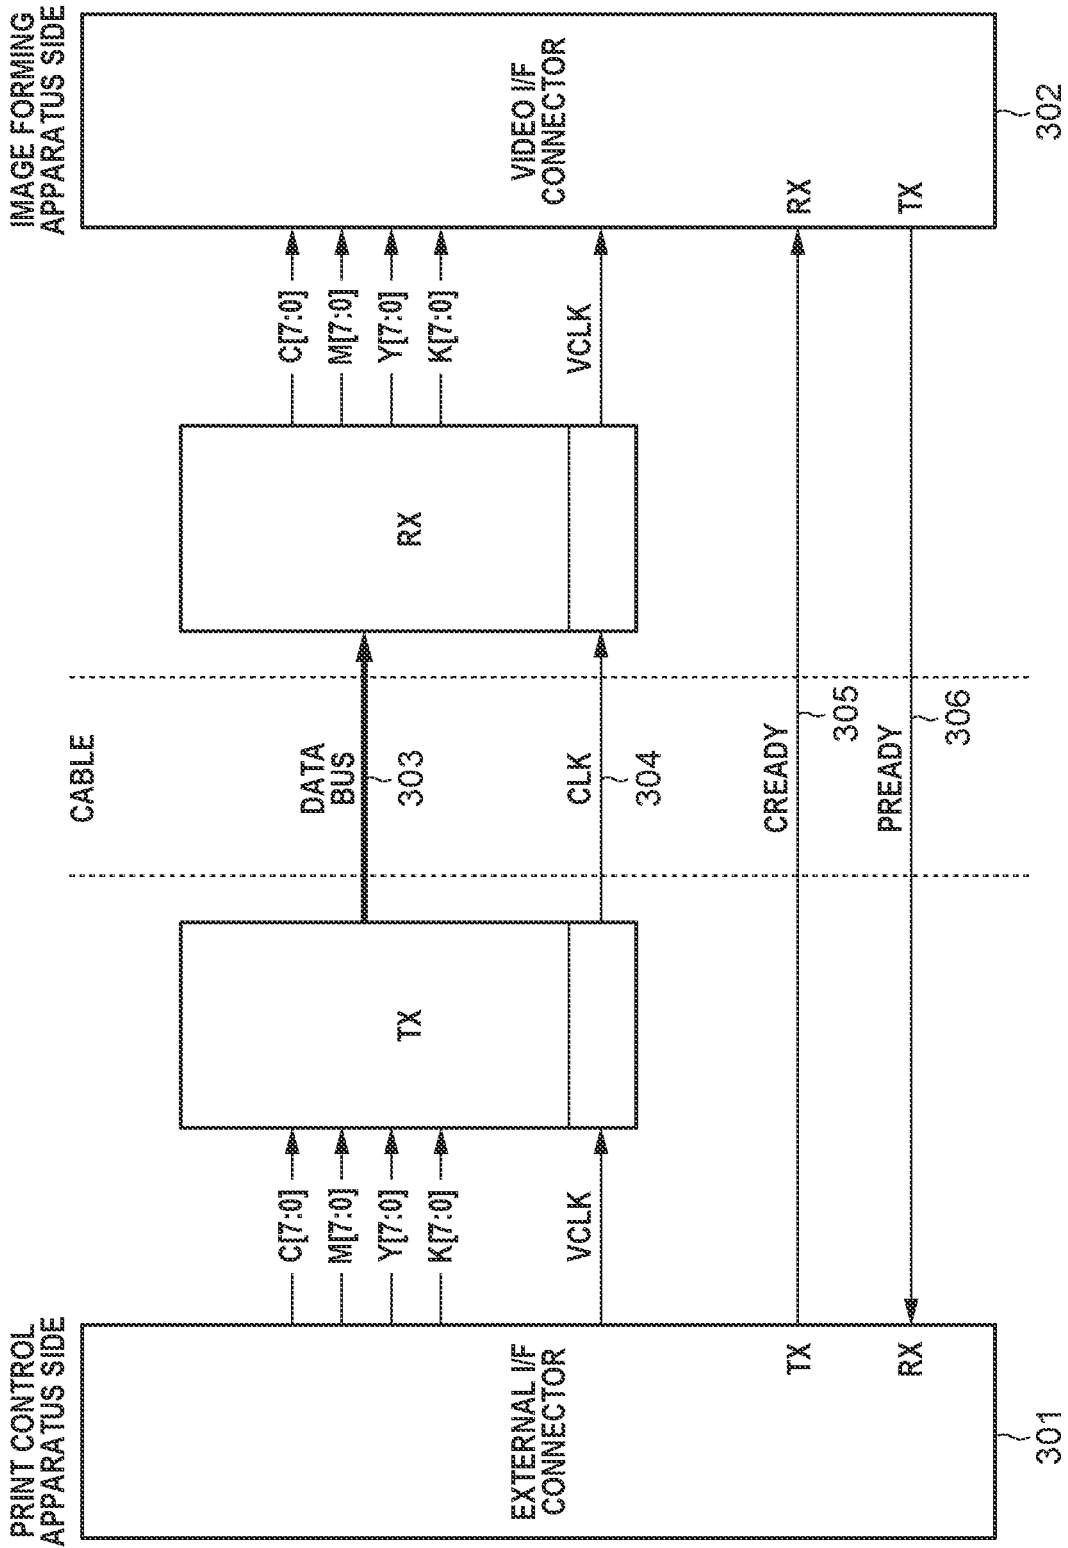 PRINT CONTROL
APPARATUS SIDE
CABLE
IMAGE FORMING
APPARATUS SIDE
EXTERNAL I/F
CONNECTOR
TX
RX
301
C[7:0]
M[7:0]
Y[7:0]
K[7:0]
VCLK
TX
DATA
BUS
303
CLK
304
CREADY
305
PREADY
306
RX
C[7:0]
M[7:0]
Y[7:0]
K[7:0]
VCLK
VIDEO I/F
CONNECTOR
RX
TX
302